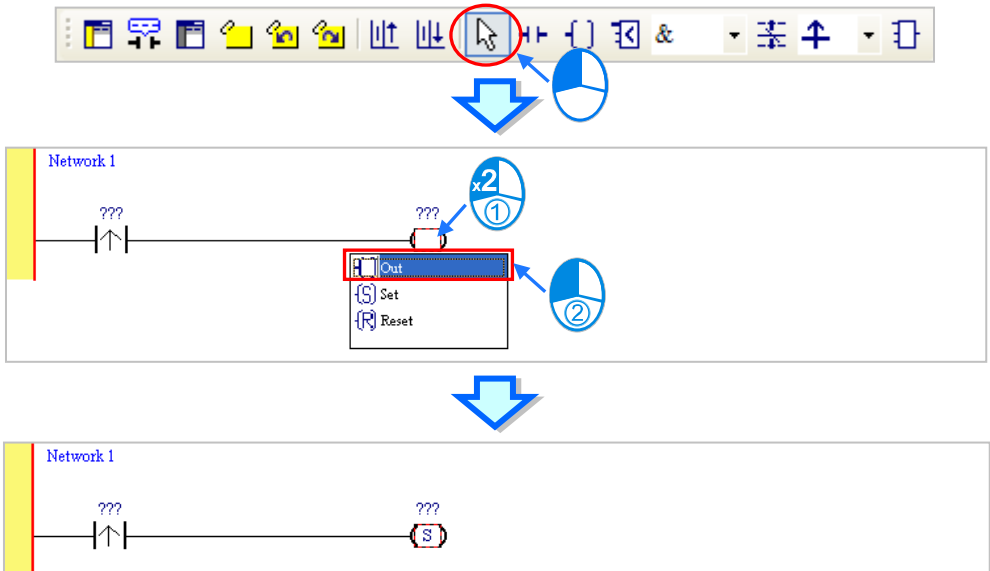 &
Network 1
x2
??? ???
①
Out
S Set
R Reset
②
Network 1
??? ???
S